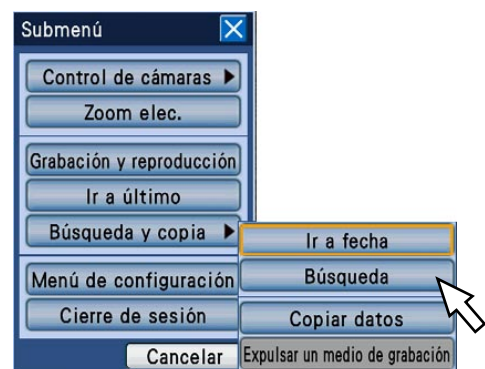 Submenú
Control de cámaras
Zoom elec.
Grabación y reproducción
Ir a último
Búsqueda y copia
Menú de configuración
Cierre de sesión
Cancelar
Ir a fecha
Búsqueda
Copiar datos
Expulsar un medio de grabación